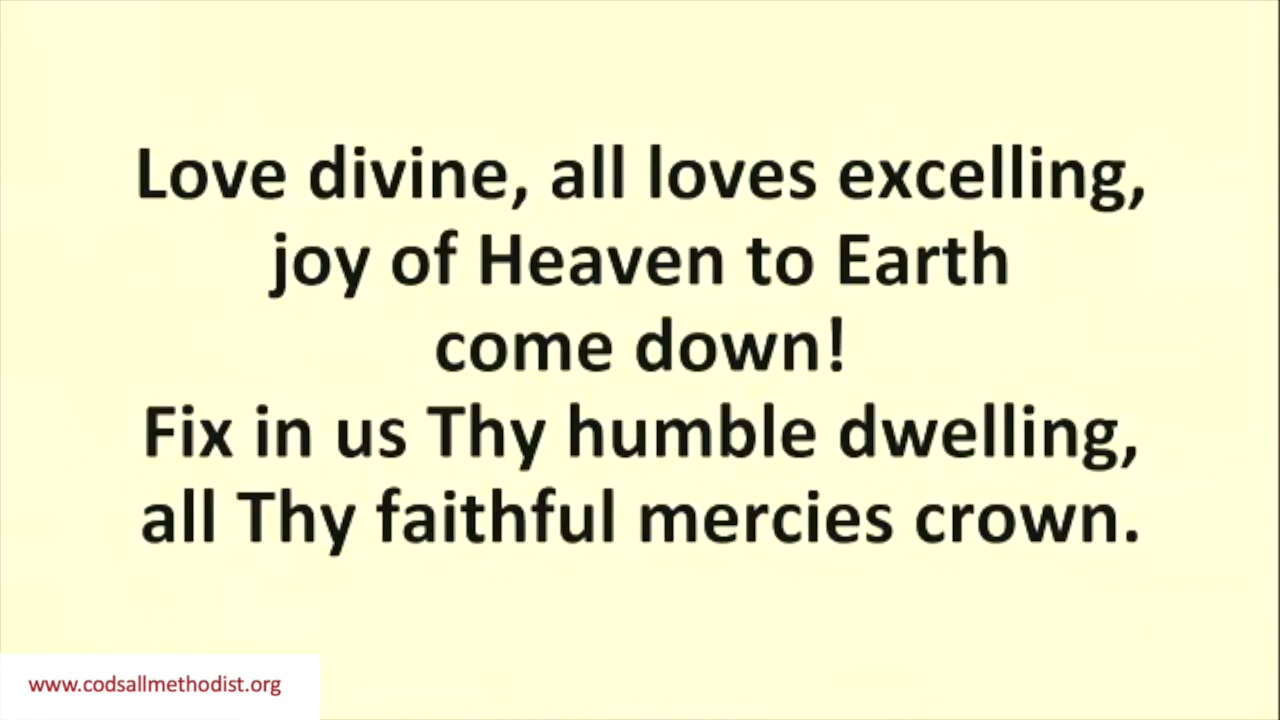 Love divine, all loves excelling,
joy of Heaven to Earth
come down!
Fix in us Thy humble dwelling,
all Thy faithful mercies crown.
www.codsallmethodist.org